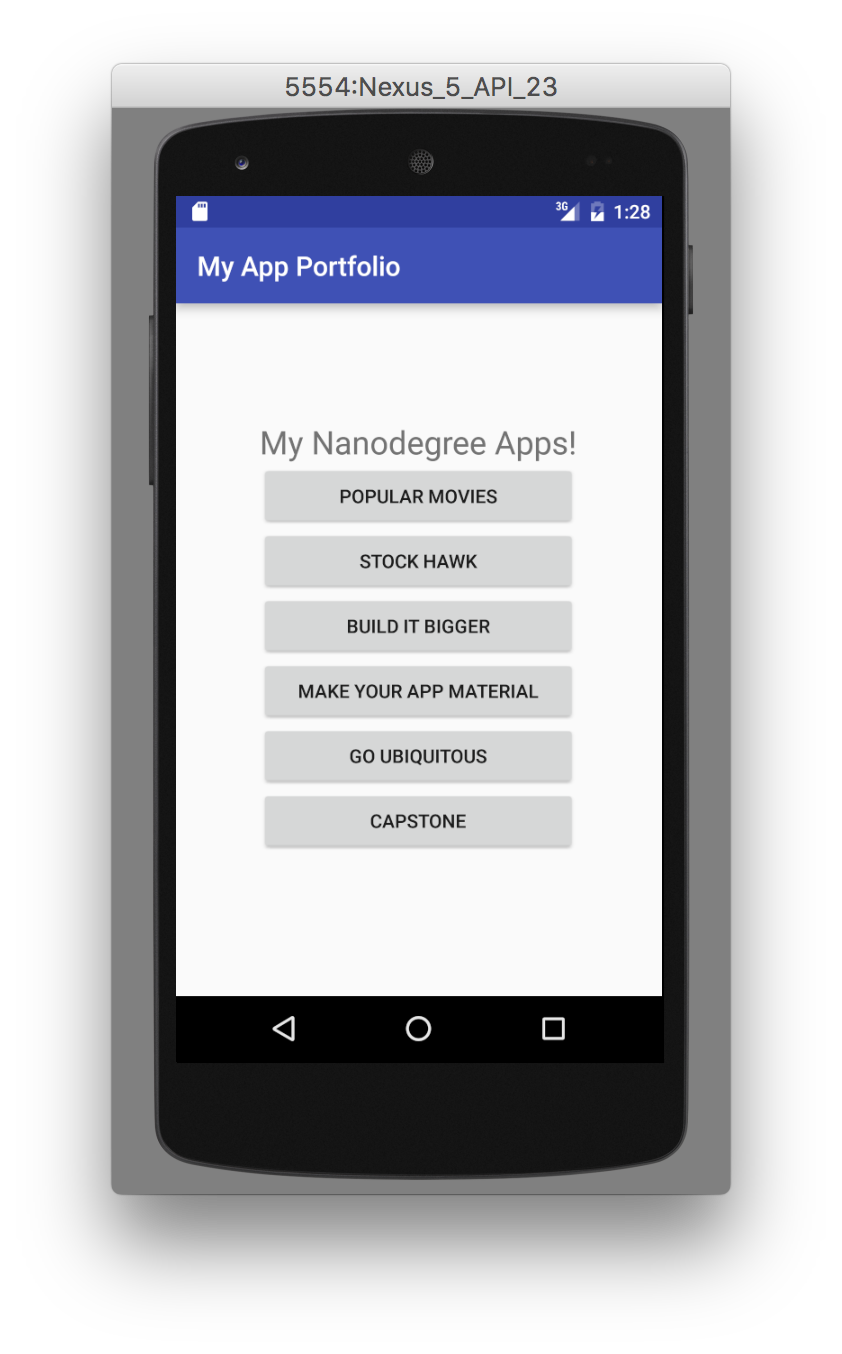 5554:Nexus_5_API_23
3G 1:28
My App Portfolio
My Nanodegree Apps!
POPULAR MOVIES
STOCK HAWK
BUILD IT BIGGER
MAKE YOUR APP MATERIAL
GO UBIQUITOUS
CAPSTONE